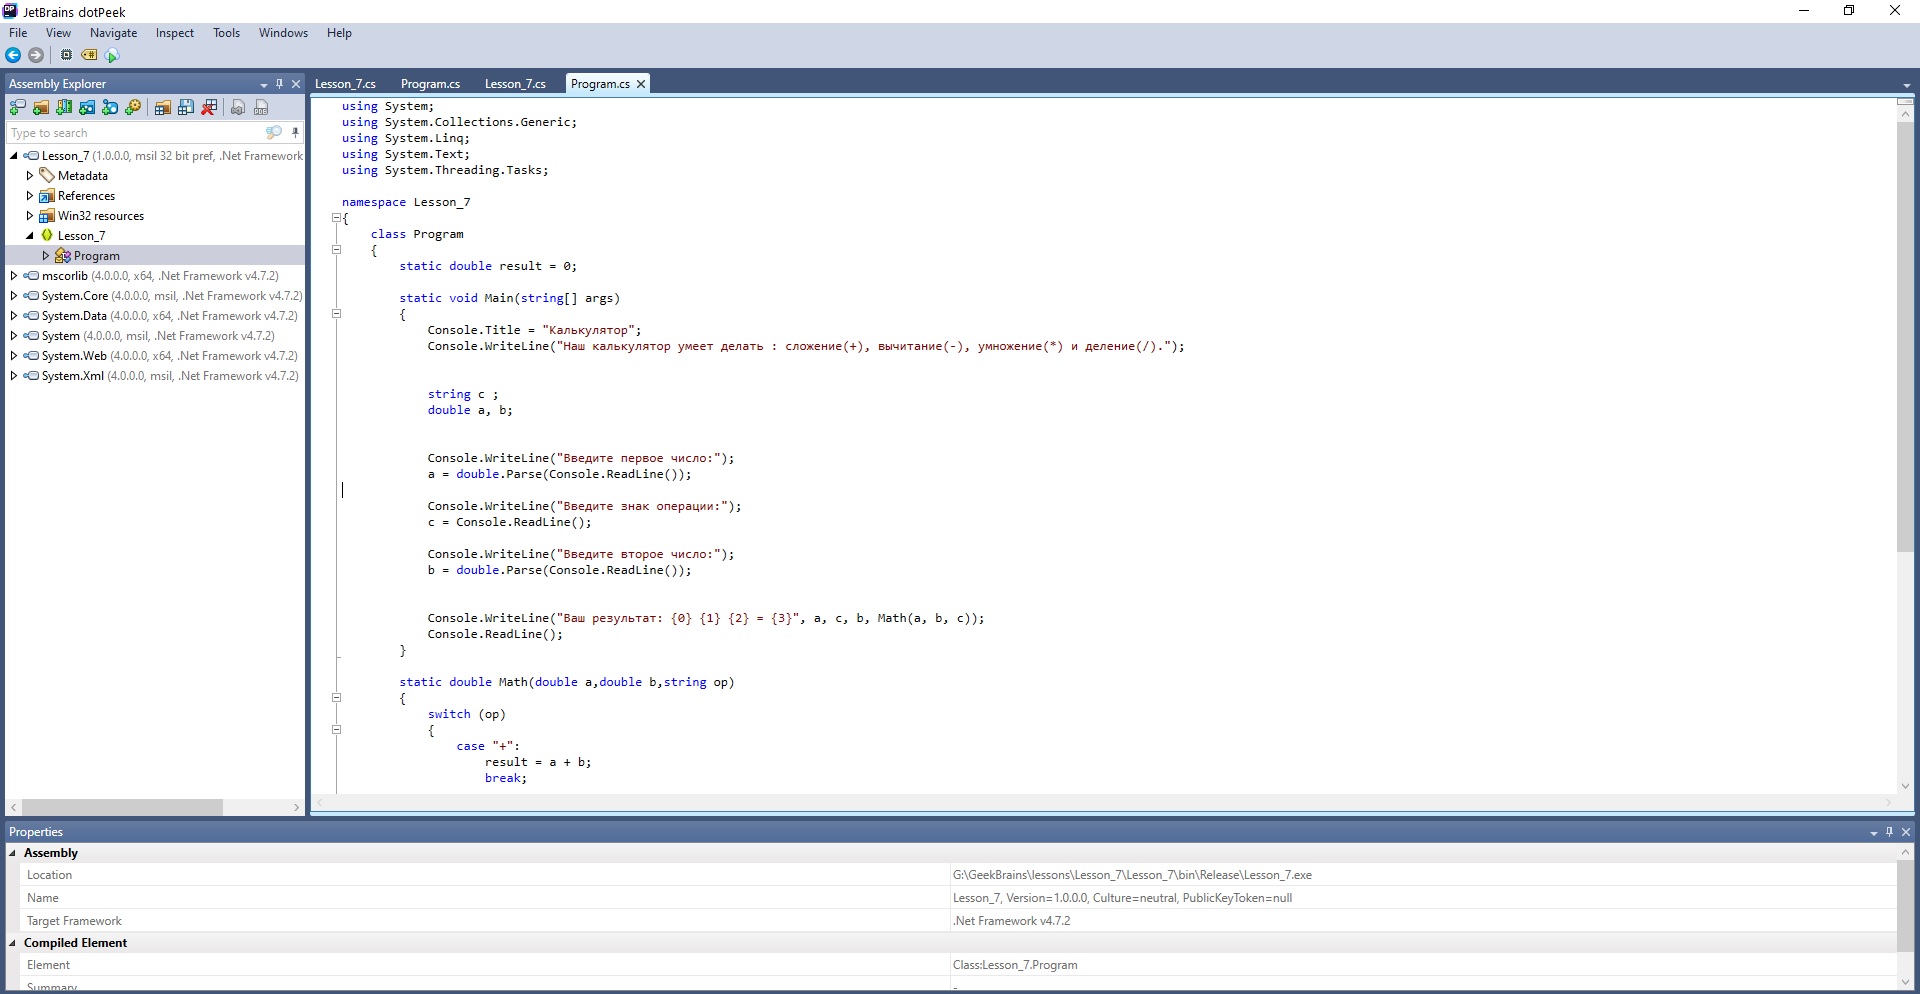 JetBrains dotPeek
File View Navigate Inspect Tools Windows Help
Assembly Explorer
Type to search
Lesson_7 (1.0.0.0, msil 32 bit pref, .Net Framework
Metadata
References
Win32 resources
Lesson_7
Program
mscorlib (4.0.0.0, x64, .Net Framework v4.7.2)
System.Core (4.0.0.0, msil, .Net Framework v4.7.2)
System.Data (4.0.0.0, x64, .Net Framework v4.7.2)
System (4.0.0.0, msil, .Net Framework v4.7.2)
System.Web (4.0.0.0, x64, .Net Framework v4.7.2)
System.Xml (4.0.0.0, msil, .Net Framework v4.7.2)
Lesson_7.cs Program.cs Lesson_7.cs Program.cs
using System;
using System.Collections.Generic;
using System.Linq;
using System.Text;
using System.Threading.Tasks;
namespace Lesson_7
{
class Program
{
static double result = 0;
static void Main(string[] args)
{
Console.Title = "Калькулятор";
Console.WriteLine("Наш калькулятор умеет делать : сложение(+), вычитание(-), умножение(*) и деление(/).");
string c ;
double a, b;
Console.WriteLine("Введите первое число:");
a = double.Parse(Console.ReadLine());
Console.WriteLine("Введите знак операции:");
c = Console.ReadLine();
Console.WriteLine("Введите второе число:");
b = double.Parse(Console.ReadLine());
Console.WriteLine("Ваш результат: {0} {1} {2} = {3}", a, c, b, Math(a, b, c));
Console.ReadLine();
}
static double Math(double a,double b,string op)
{
switch (op)
{
case "+":
result = a + b;
break;
Properties
Assembly
Location G:\GeekBrains\lessons\Lesson_7\Lesson_7\bin\Release\Lesson_7.exe
Name Lesson_7, Version=1.0.0.0, Culture=neutral, PublicKeyToken=null
Target Framework .Net Framework v4.7.2
Compiled Element
Element Class:Lesson_7.Program
Summary -